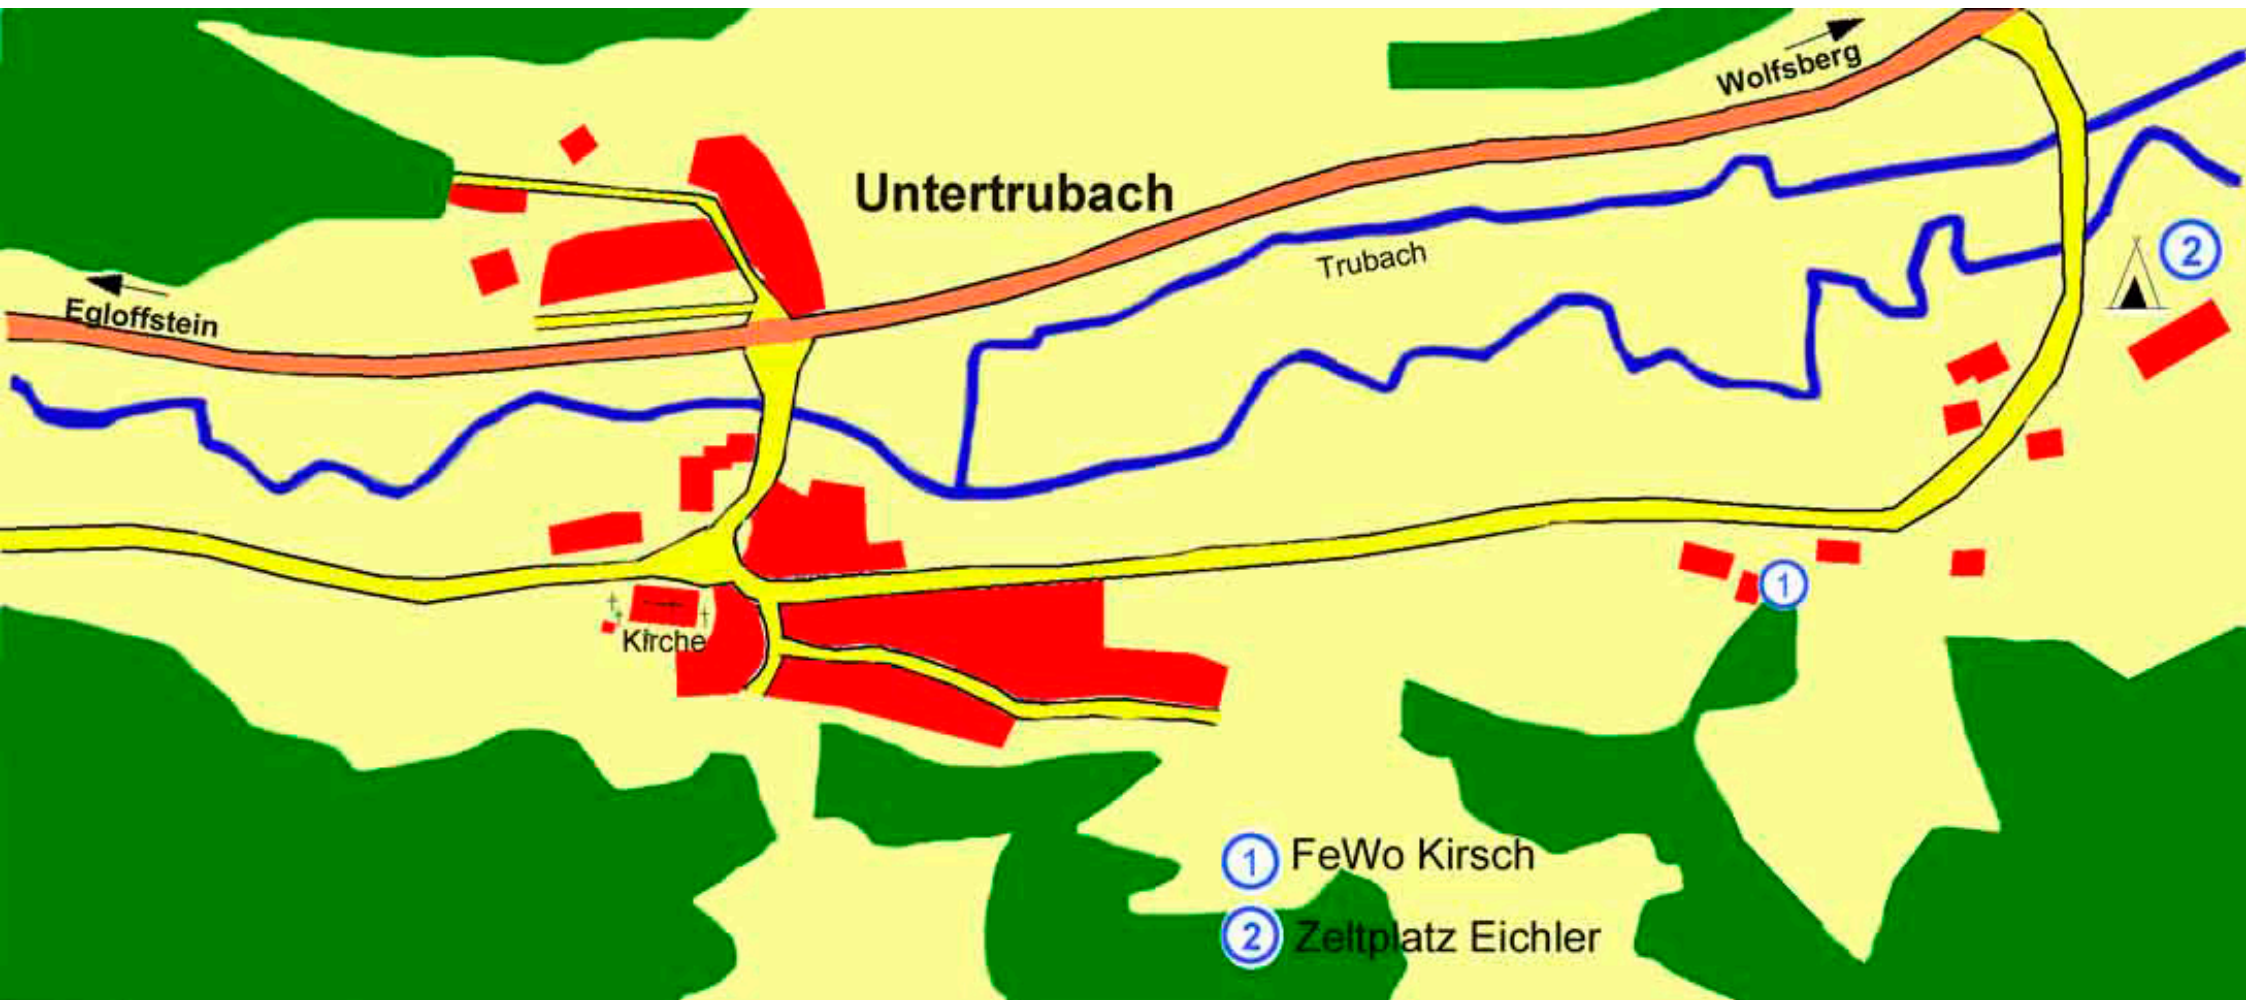 Wolfsberg
Untertrubach
Trubach
2
Egloffstein
1
Kirche
1 FeWo Kirsch
2 Zeltplatz Eichler